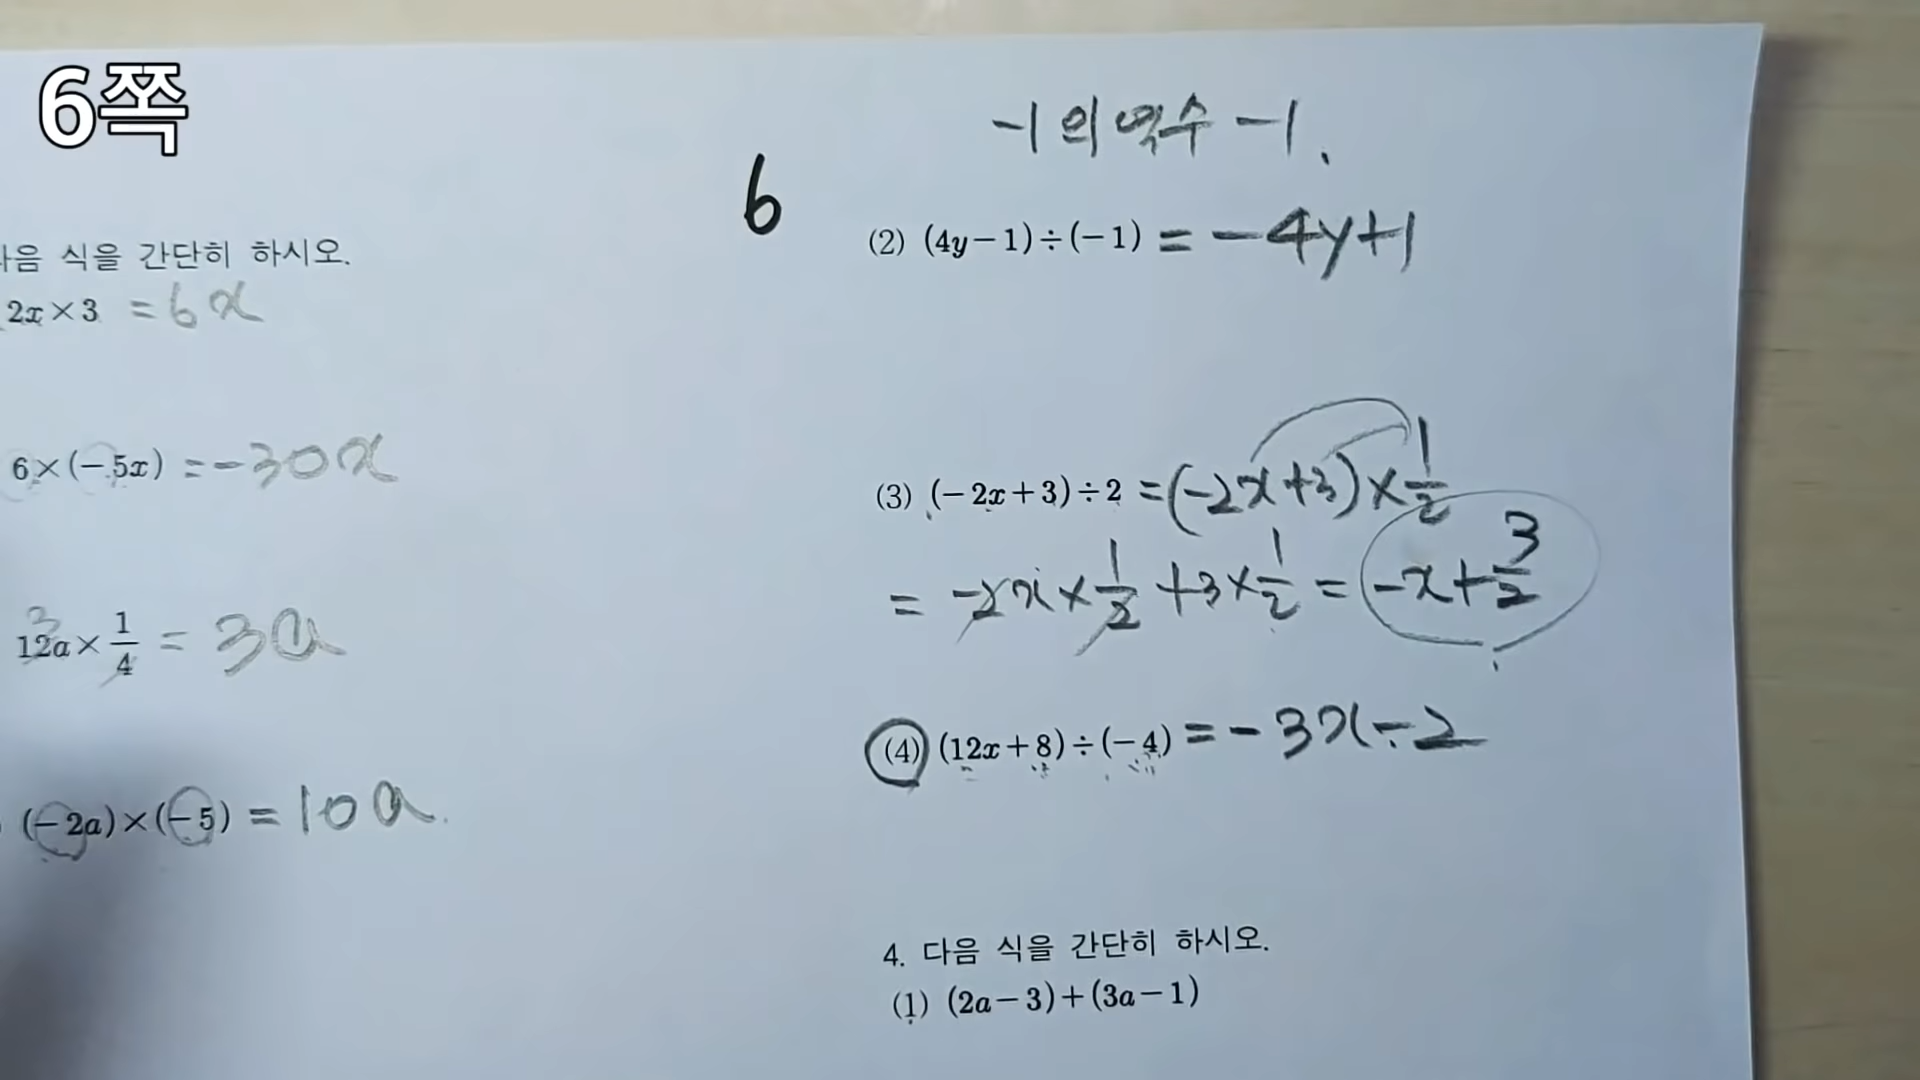 6쪽
다음 식을 간단히 하시오.
2x×3 =6x
6×(-5x) =-30x
3
12a×1/4 = 3a
(-2a)×(-5) =10a.
6
-1의 역수 -1.
(2) (4y-1)÷(-1) =-4y+1
(3) (-2x+3)÷2 =(-2x+3)×1/2
= -2x×1/2+3×1/2 = -x+3/2
(4) (12x+8)÷(-4) =-3x-2
4. 다음 식을 간단히 하시오.
(1) (2a-3)+(3a-1)